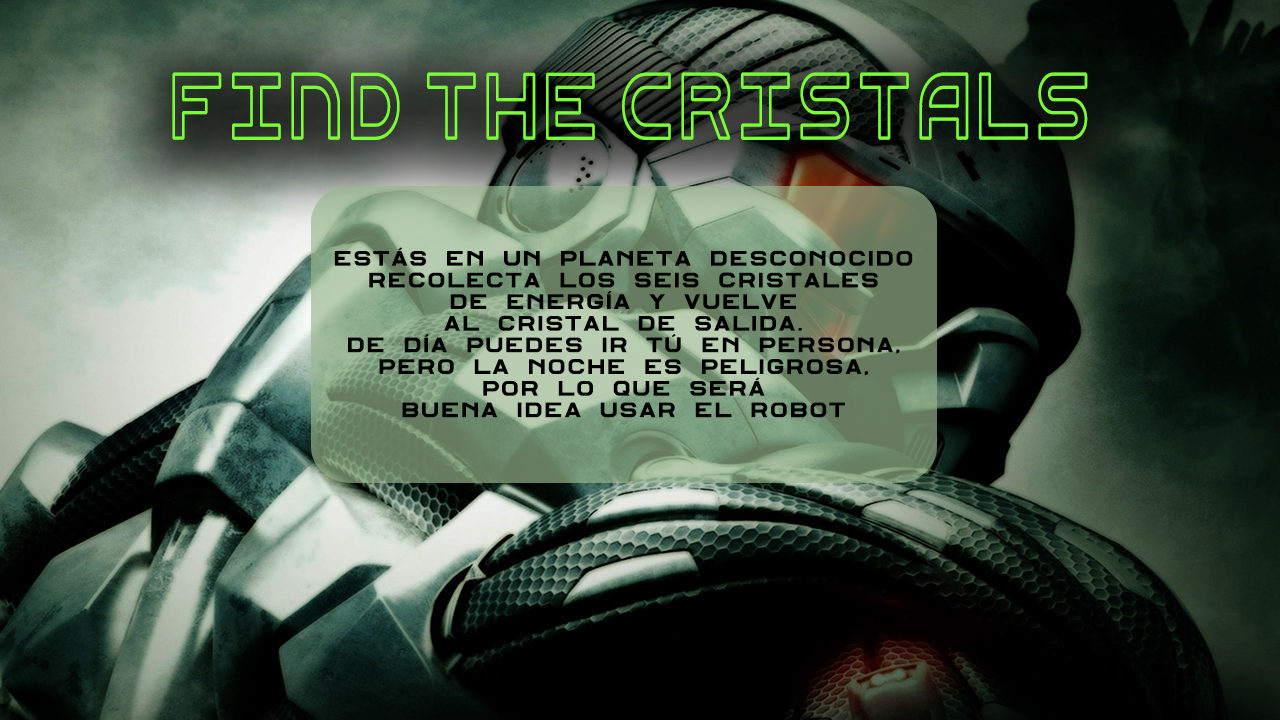 FIND THE CRISTALS
ESTÁS EN UN PLANETA DESCONOCIDO
RECOLECTA LOS SEIS CRISTALES
DE ENERGÍA Y VUELVE
AL CRISTAL DE SALIDA.
DE DÍA PUEDES IR TÚ EN PERSONA,
PERO LA NOCHE ES PELIGROSA,
POR LO QUE SERÁ
BUENA IDEA USAR EL ROBOT